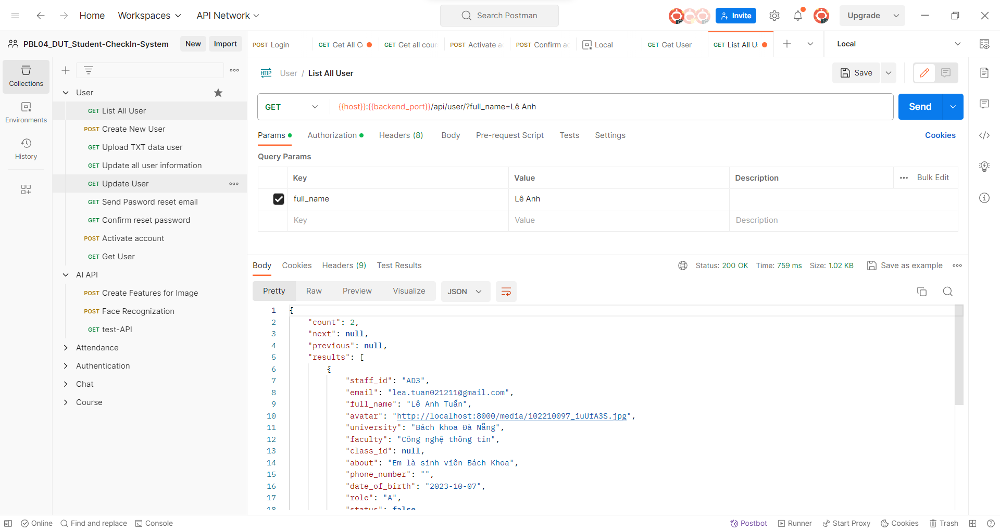 Home Workspaces API Network Search Postman Invite Upgrade
PBL04_DUT_Student-CheckIn-System New Import
POST Login GET Get All Co GET Get all cour POST Activate a POST Confirm ac Local GET Get User GET List All U Local
Collections
Environments
History
User
GET List All User
POST Create New User
GET Upload TXT data user
GET Update all user information
GET Update User
GET Send Pasword reset email
GET Confirm reset password
POST Activate account
GET Get User
AI API
POST Create Features for Image
POST Face Recognization
GET test-API
Attendance
Authentication
Chat
Course
HTTP User / List All User Save
GET {{host}}:{{backend_port}}/api/user/?full_name=Lê Anh Send
Params Authorization Headers (8) Body Pre-request Script Tests Settings Cookies
Query Params
Key Value Description Bulk Edit
full_name Lê Anh
Key Value Description
Body Cookies Headers (9) Test Results Status: 200 OK Time: 759 ms Size: 1.02 KB Save as example
Pretty Raw Preview Visualize JSON
1 {
2 "count": 2,
3 "next": null,
4 "previous": null,
5 "results": [
6 {
7 "staff_id": "AD3",
8 "email": "lea.tuan021211@gmail.com",
9 "full_name": "Lê Anh Tuấn",
10 "avatar": "http://localhost:8000/media/102210097_iuUfA3S.jpg",
11 "university": "Bách khoa Đà Nẵng",
12 "faculty": "Công nghệ thông tin",
13 "class_id": null,
14 "about": "Em là sinh viên Bách Khoa",
15 "phone_number": "",
16 "date_of_birth": "2023-10-07",
17 "role": "A",
18 "status": false
Online Find and replace Console Postbot Runner Start Proxy Cookies Trash